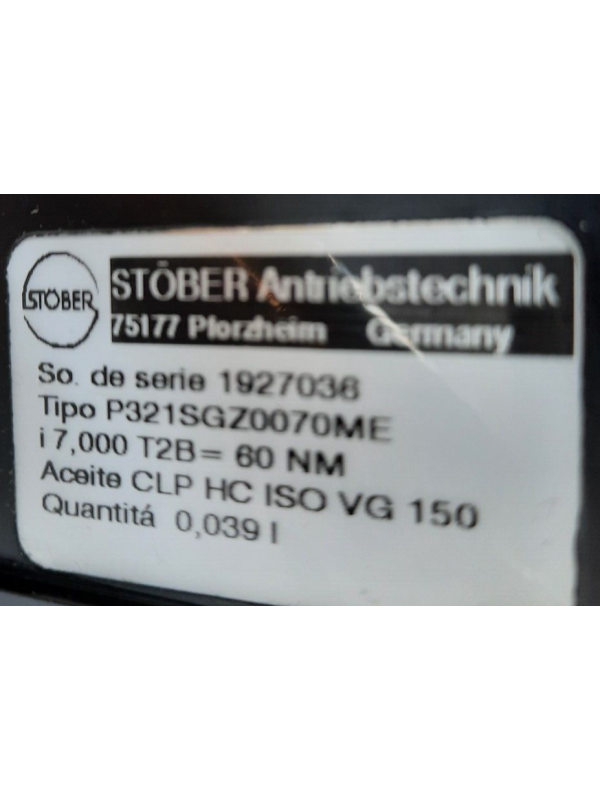 STÖBER
STÖBER Antriebstechnik
75177 Pforzheim Germany
So. de serie 1927036
Tipo P321SGZ0070ME
i 7,000 T2B= 60 NM
Aceite CLP HC ISO VG 150
Quantitá 0,039 l